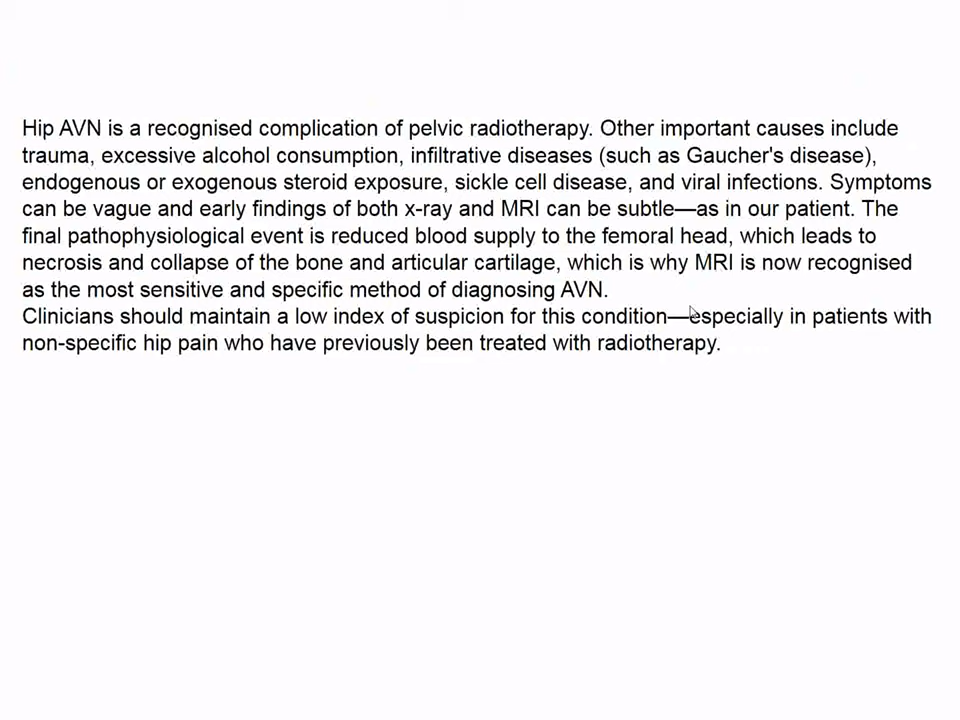 Hip AVN is a recognised complication of pelvic radiotherapy. Other important causes include
trauma, excessive alcohol consumption, infiltrative diseases (such as Gaucher's disease),
endogenous or exogenous steroid exposure, sickle cell disease, and viral infections. Symptoms
can be vague and early findings of both x-ray and MRI can be subtle—as in our patient. The
final pathophysiological event is reduced blood supply to the femoral head, which leads to
necrosis and collapse of the bone and articular cartilage, which is why MRI is now recognised
as the most sensitive and specific method of diagnosing AVN.
Clinicians should maintain a low index of suspicion for this condition—especially in patients with
non-specific hip pain who have previously been treated with radiotherapy.